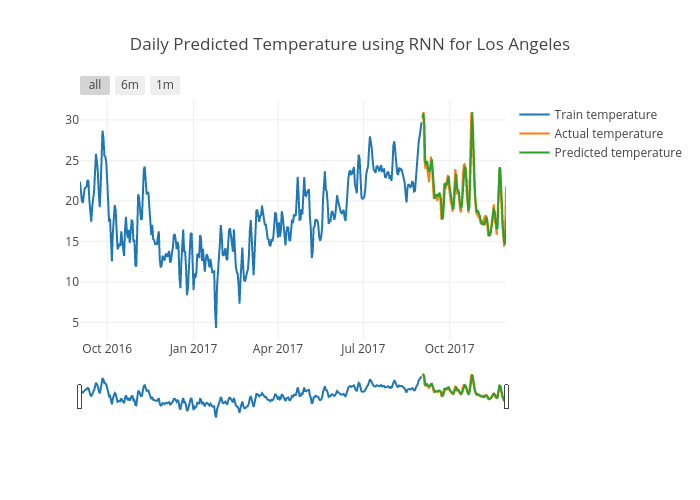 Daily Predicted Temperature using RNN for Los Angeles
all 6m 1m
Train temperature
Actual temperature
Predicted temperature
30
25
20
15
10
5
Oct 2016 Jan 2017 Apr 2017 Jul 2017 Oct 2017